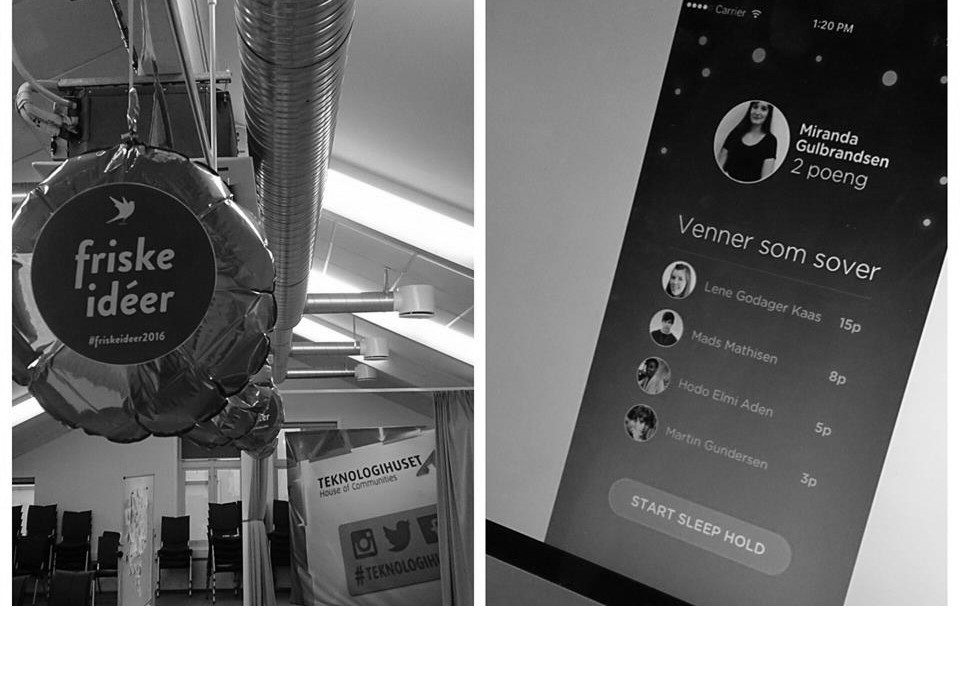 friske
idéer
#friskeideer2016
TEKNOLOGIHUSET
House of Communities
#TEKNOLOGIH
Carrier
1:20 PM
Miranda
Gulbrandsen
2 poeng
Venner som sover
Lene Godager Kaas 15p
Mads Mathisen 8p
Hodo Elmi Aden 5p
Martin Gundersen 3p
START SLEEP HOLD